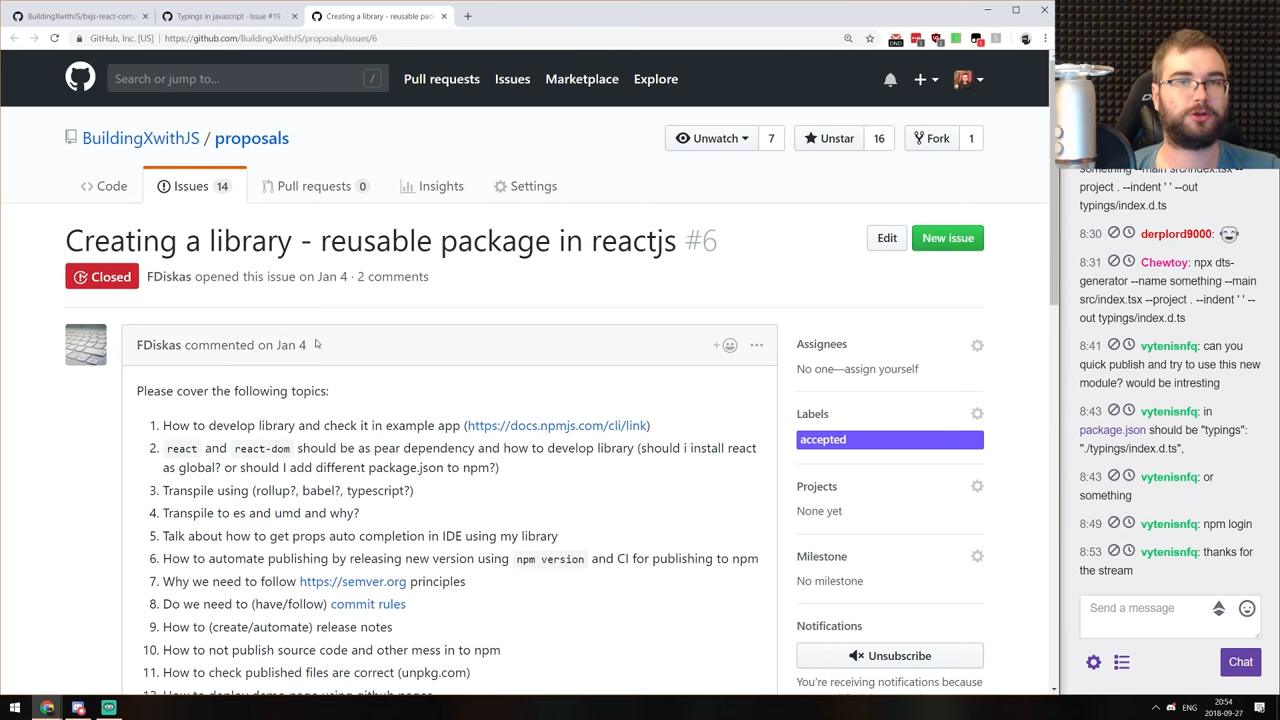 BuildingXwithJS/bxjs-react-comp
Typings in javascript · Issue #19
Creating a library - reusable pack
GitHub, Inc. [US]
https://github.com/BuildingXwithJS/proposals/issues/6
Search or jump to...
/
Pull requests
Issues
Marketplace
Explore
BuildingXwithJS / proposals
Unwatch
7
Unstar
16
Fork
1
Code
Issues 14
Pull requests 0
Insights
Settings
Creating a library - reusable package in reactjs #6
Edit
New issue
Closed
FDiskas opened this issue on Jan 4 · 2 comments
FDiskas commented on Jan 4
Please cover the following topics:
1. How to develop library and check it in example app (https://docs.npmjs.com/cli/link)
2. react and react-dom should be as pear dependency and how to develop library (should i install react
as global? or should I add different package.json to npm?)
3. Transpile using (rollup?, babel?, typescript?)
4. Transpile to es and umd and why?
5. Talk about how to get props auto completion in IDE using my library
6. How to automate publishing by releasing new version using npm version and CI for publishing to npm
7. Why we need to follow https://semver.org principles
8. Do we need to (have/follow) commit rules
9. How to (create/automate) release notes
10. How to not publish source code and other mess in to npm
11. How to check published files are correct (unpkg.com)
12. How to deploy demo page using github pages
Assignees
No one—assign yourself
Labels
accepted
Projects
None yet
Milestone
No milestone
Notifications
Unsubscribe
You're receiving notifications because
something --main src/index.tsx --
project . --indent ' ' --out
typings/index.d.ts
8:30 derplord9000:
8:31 Chewtoy: npx dts-
generator --name something --main
src/index.tsx --project . --indent ' ' --
out typings/index.d.ts
8:41 vytenisnfq: can you
quick publish and try to use this new
module? would be intresting
8:43 vytenisnfq: in
package.json should be "typings":
"./typings/index.d.ts",
8:43 vytenisnfq: or
something
8:49 vytenisnfq: npm login
8:53 vytenisnfq: thanks for
the stream
Send a message
Chat
ENG
20:54
2018-09-27